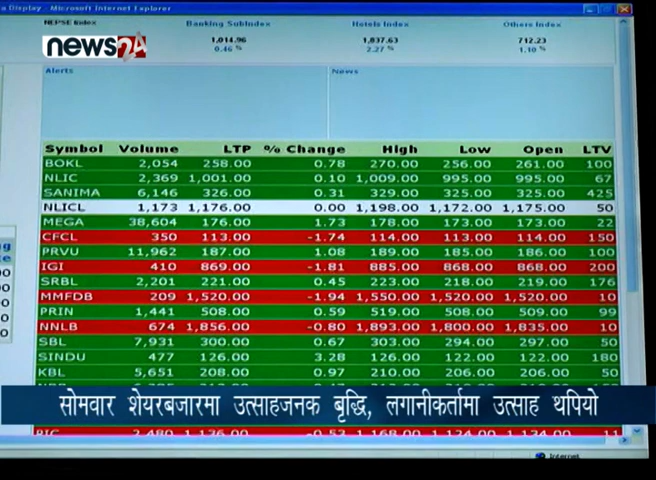 a Display - Microsoft Internet Explorer
NEPSE Index Banking SubIndex Hotels Index Others Index
news24
1,014.96 1,837.63 712.23
0.46 % 2.27 % 1.10 %
Alerts News
Symbol Volume LTP % Change High Low Open LTV
BOKL 2,054 258.00 0.78 270.00 256.00 261.00 100
NLIC 2,369 1,001.00 0.10 1,009.00 995.00 995.00 67
SANIMA 6,146 326.00 0.31 329.00 325.00 325.00 425
NLICL 1,173 1,176.00 0.00 1,198.00 1,172.00 1,175.00 50
MEGA 38,604 176.00 1.73 178.00 173.00 173.00 22
CFCL 350 113.00 -1.74 114.00 113.00 114.00 150
PRVU 11,962 187.00 1.08 189.00 185.00 186.00 100
IGI 410 869.00 -1.81 885.00 868.00 868.00 200
SRBL 2,201 221.00 0.45 223.00 218.00 219.00 176
MMFDB 209 1,520.00 -1.94 1,550.00 1,520.00 1,520.00 10
PRIN 1,441 508.00 0.59 519.00 508.00 509.00 99
NNLB 674 1,856.00 -0.80 1,893.00 1,800.00 1,835.00 10
SBL 7,931 300.00 0.67 303.00 294.00 297.00 50
SINDU 477 126.00 3.28 126.00 122.00 122.00 180
KBL 5,651 208.00 0.97 210.00 206.00 206.00 50
सोमवार शेयरबजारमा उत्साहजनक बृद्धि, लगानीकर्तामा उत्साह थपियो
Internet